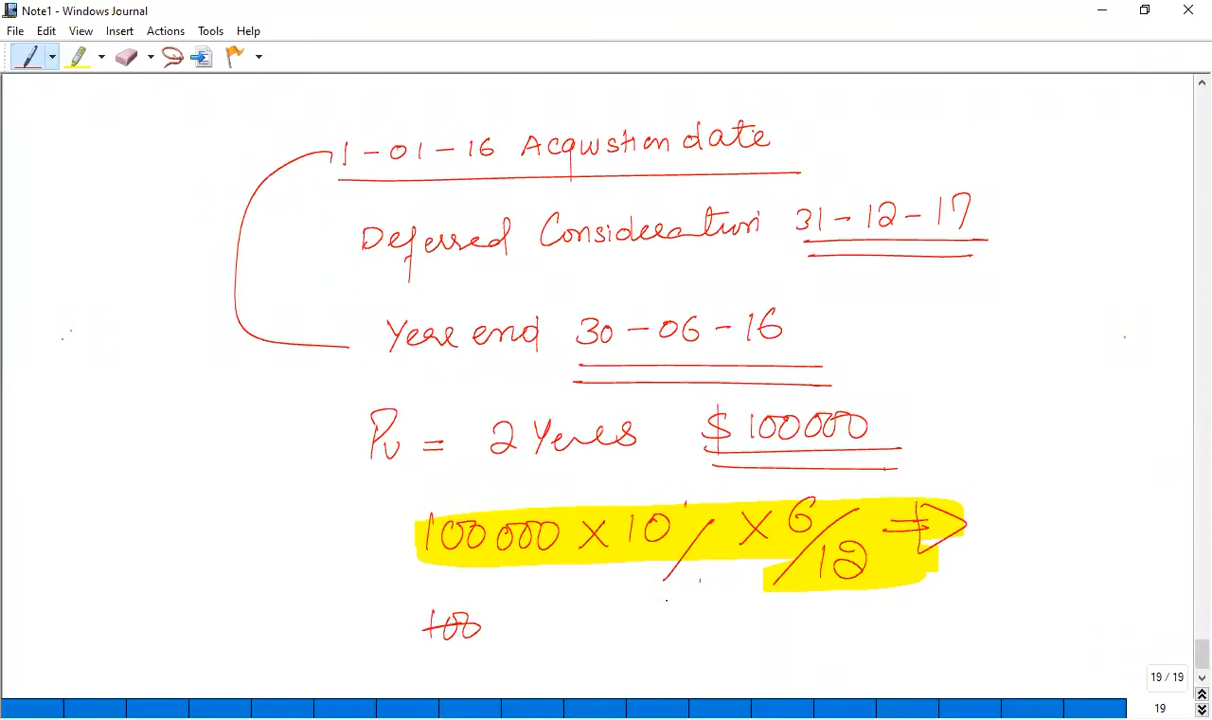 Note1 - Windows Journal
File Edit View Insert Actions Tools Help
1-01-16 Acqustion date
Deferred Consideration 31-12-17
Year end 30-06-16
PV = 2 Years $100000
100000 X 10% X 6/12 =>
100
19 / 19
19